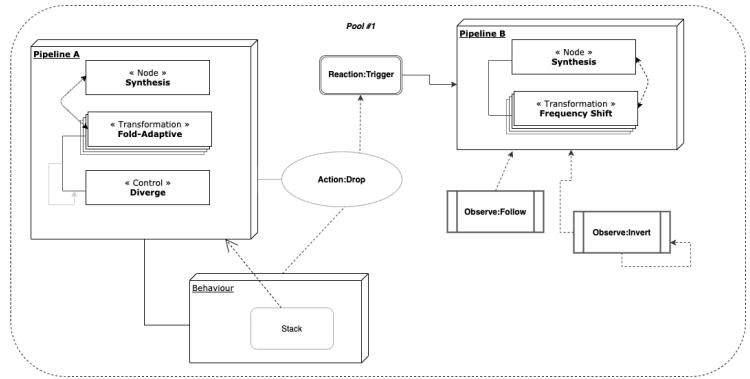 Pool #1
Pipeline A
« Node »
Synthesis
« Transformation »
Fold-Adaptive
« Control »
Diverge
Reaction:Trigger
Action:Drop
Behaviour
Stack
Pipeline B
« Node »
Synthesis
« Transformation »
Frequency Shift
Observe:Follow
Observe:Invert